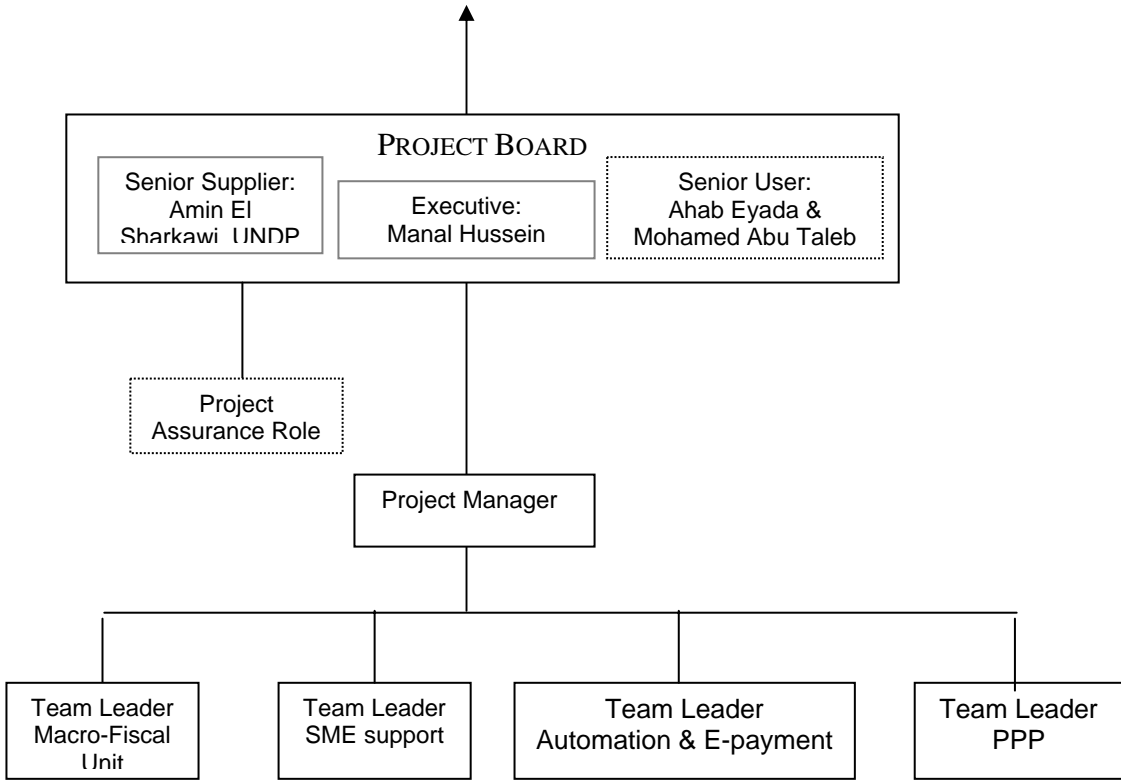 PROJECT BOARD
Senior Supplier:
Amin El
Sharkawi UNDP
Executive:
Manal Hussein
Senior User:
Ahab Eyada &
Mohamed Abu Taleb
Project
Assurance Role
Project Manager
Team Leader
Macro-Fiscal
Unit
Team Leader
SME support
Team Leader
Automation & E-payment
Team Leader
PPP